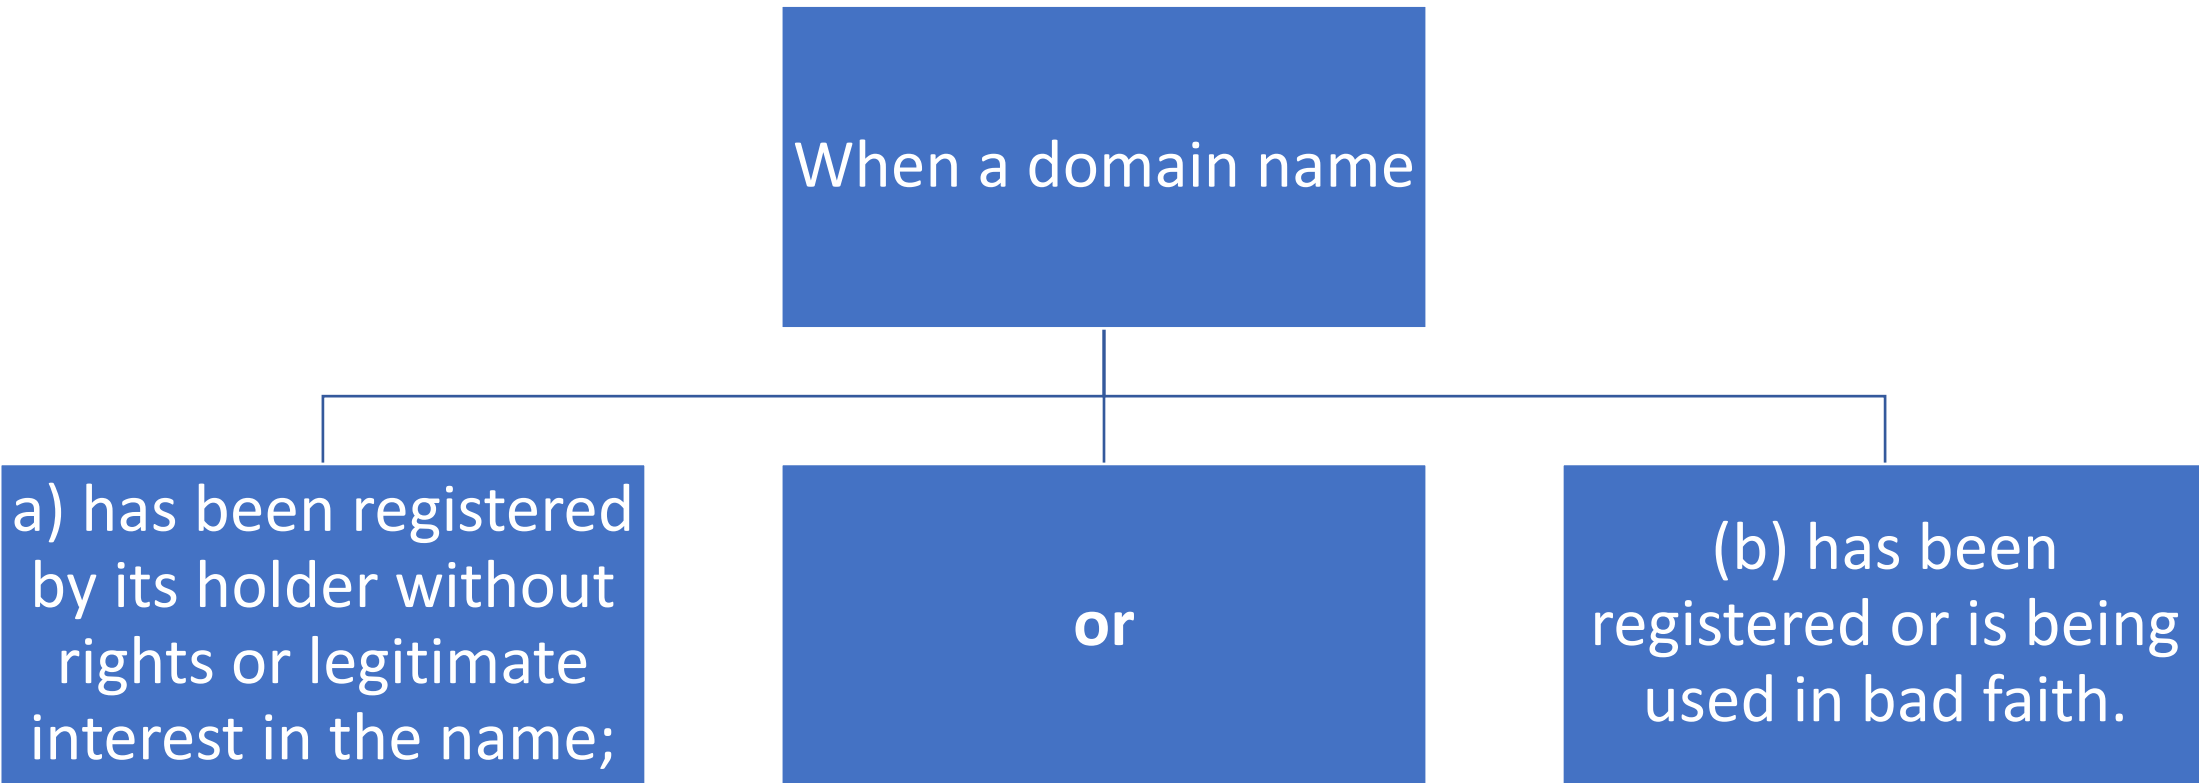 When a domain name
a) has been registered
by its holder without
rights or legitimate
interest in the name;
or
(b) has been
registered or is being
used in bad faith.